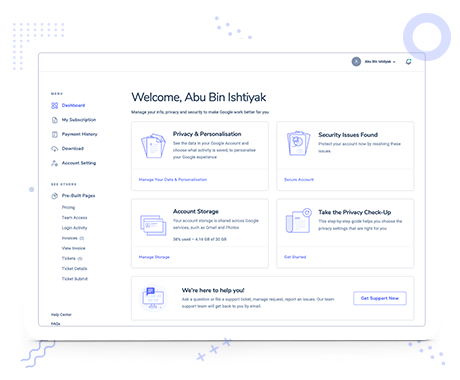 Abu Bin Ishtiyak
MENU
Dashboard
My Subscription
Payment History
Download
Account Setting
SEE OTHERS
Pre-Built Pages
Pricing
Team Access
Login Activity
Invoices
View Invoice
Tickets
Ticket Details
Ticket Submit
Help Center
FAQs
Welcome, Abu Bin Ishtiyak
Manage your info, privacy and security to make Google work better for you
Privacy & Personalisation
See the data in your Google Account and
choose what activity is saved, to personalise
your Google experience
Manage Your Data & Personalisation
Security Issues Found
Protect your account now by resolving these
issues
Secure Account
Account Storage
Your account storage is shared across Google
services, such as Gmail and Photos
38% used – 4.16 GB of 30 GB
Manage Storage
Take the Privacy Check-Up
This step-by-step guide helps you choose the
privacy settings that are right for you
Get Started
We're here to help you!
Ask a question or file a support ticket, manage request, report an issues. Our team
support team will get back to you by email.
Get Support Now